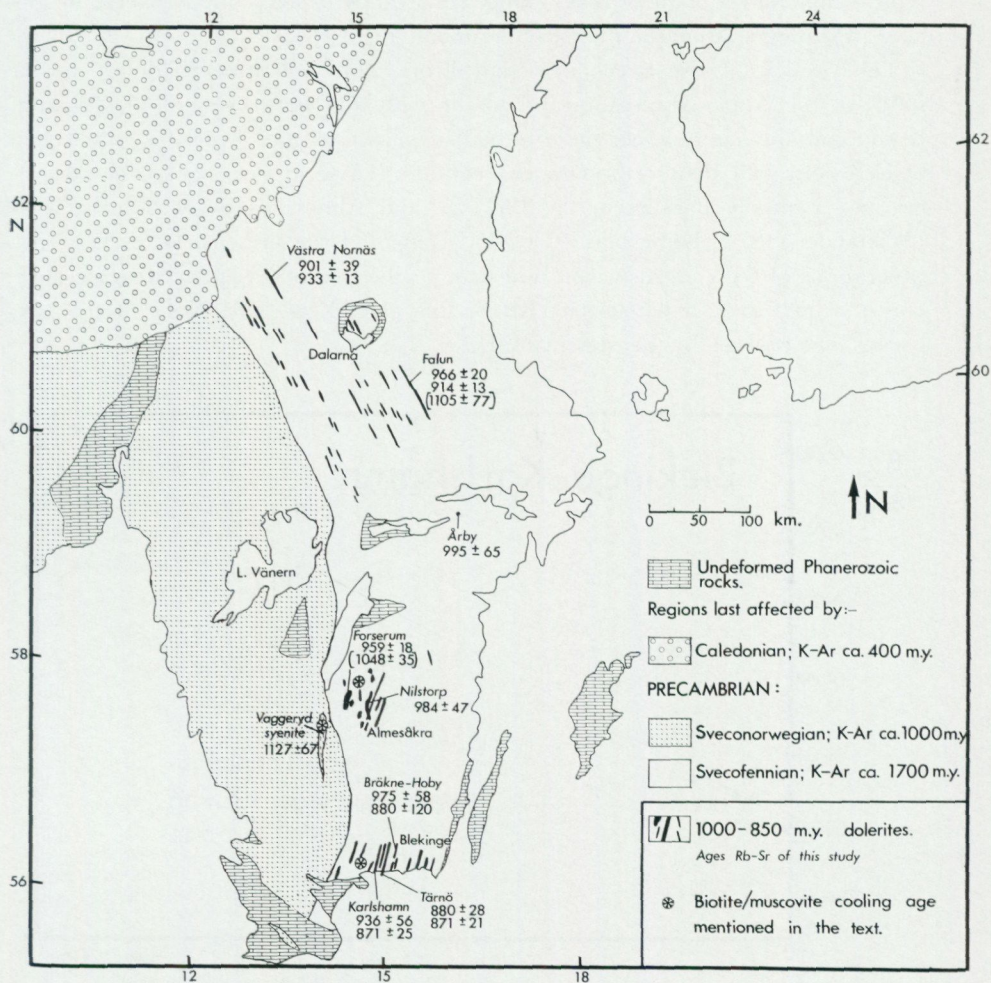 12 15 18 21 24
62
N
62
Västra Nornäs
901 ± 39
933 ± 13
Dalarna
Falun
966 ± 20
914 ± 13
(1105 ± 77)
60
60
N
0 50 100 km.
Årby
995 ± 65
L. Vänern
Undeformed Phanerozoic
rocks.
Regions last affected by:-
Forserum
959 ± 18
(1048 ± 35)
58
Caledonian; K-Ar ca. 400 m.y.
PRECAMBRIAN :
Nilstorp
984 ± 47
Almesåkra
Vaggeryd
syenite
1127 ± 67
Sveconorwegian; K-Ar ca. 1000 m.y
Svecofennian; K-Ar ca. 1700 m.y.
Bräkne-Hoby
975 ± 58
880 ± 120
Blekinge
1000-850 m.y. dolerites.
Ages Rb-Sr of this study
56
Karlshamn
936 ± 56
871 ± 25
Tärnö
880 ± 28
871 ± 21
Biotite/muscovite cooling age
mentioned in the text.
12 15 18